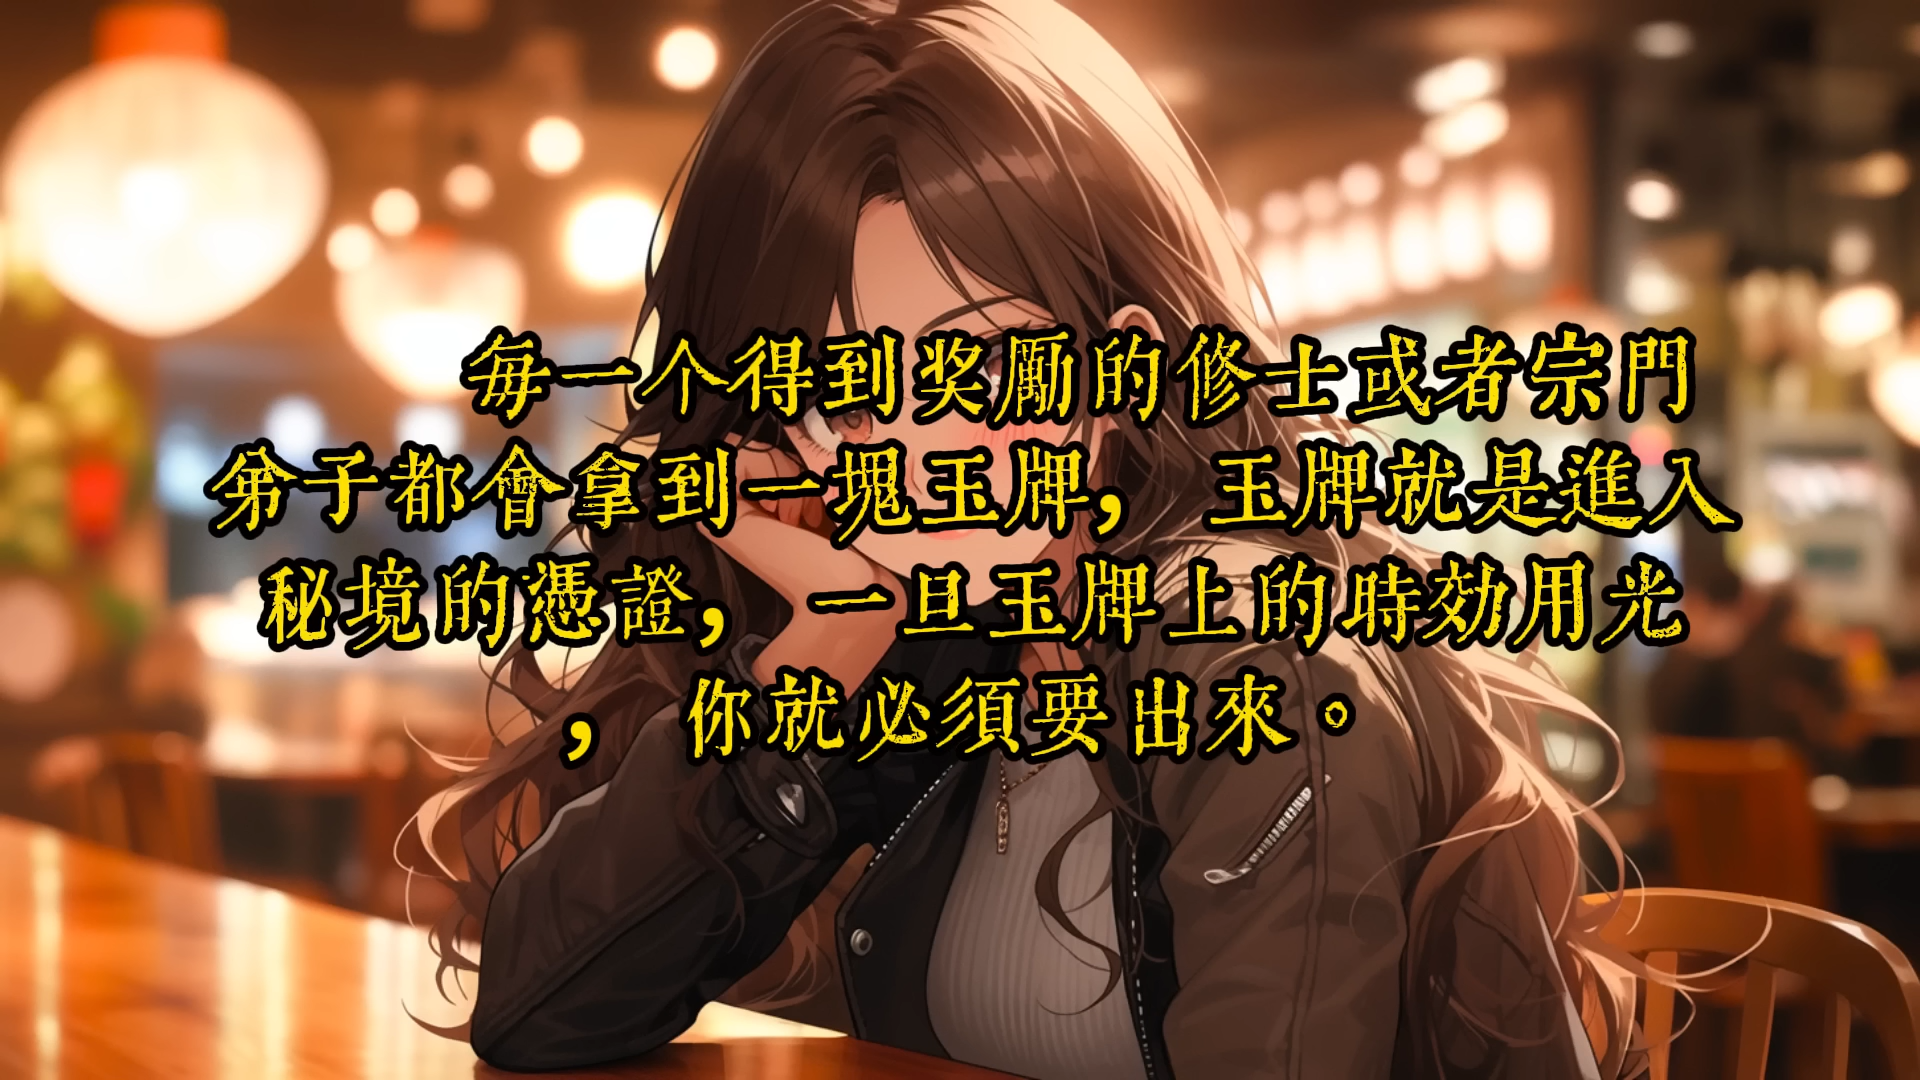 每一个得到奖勵的修士或者宗門
弟子都會拿到一塊玉牌，玉牌就是進入
秘境的憑證，一旦玉牌上的時効用光
，你就必須要出來。